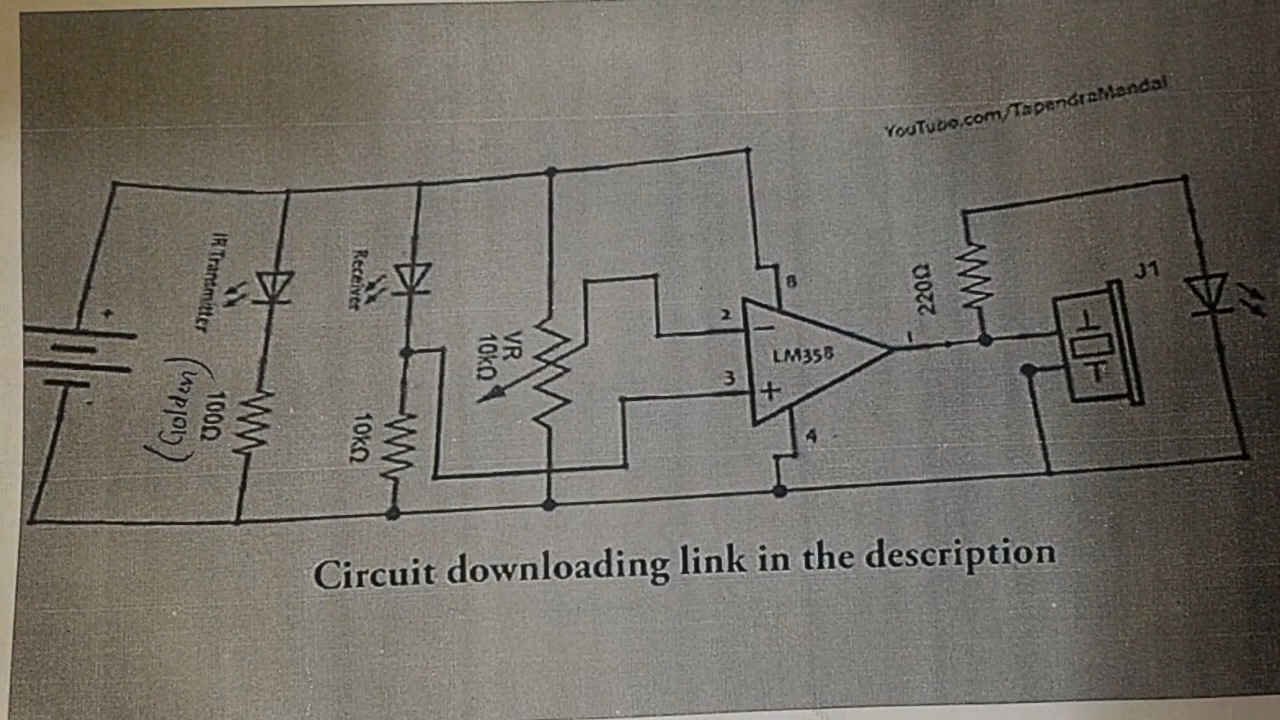 YouTube.com/TapendraMandal
+
IR Transmitter
100Ω
(Golden)
Receiver
10kΩ
VR
10kΩ
2
3
8
4
1
−
+
LM358
220Ω
J1
Circuit downloading link in the description